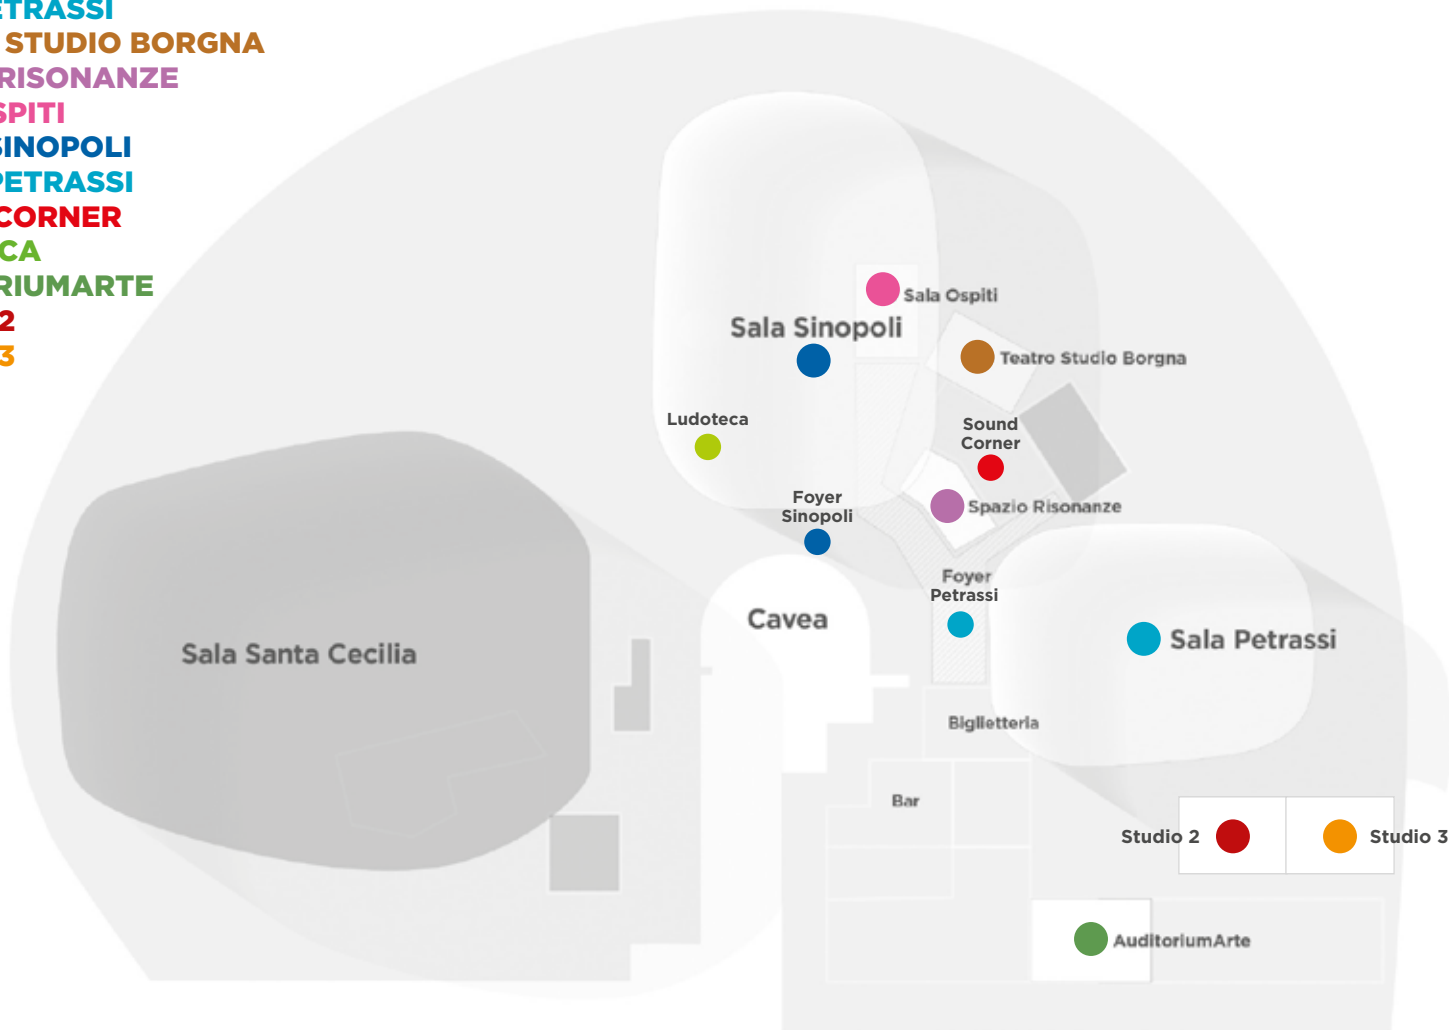 ETRASSI
STUDIO BORGNA
RISONANZE
SPITI
SINOPOLI
PETRASSI
CORNER
CA
RIUMARTE
2
3
Sala Ospiti
Sala Sinopoli
Teatro Studio Borgna
Ludoteca
Sound
Corner
Foyer
Sinopoli
Spazio Risonanze
Foyer
Petrassi
Cavea
Sala Petrassi
Sala Santa Cecilia
Biglietteria
Bar
Studio 2
Studio 3
AuditoriumArte